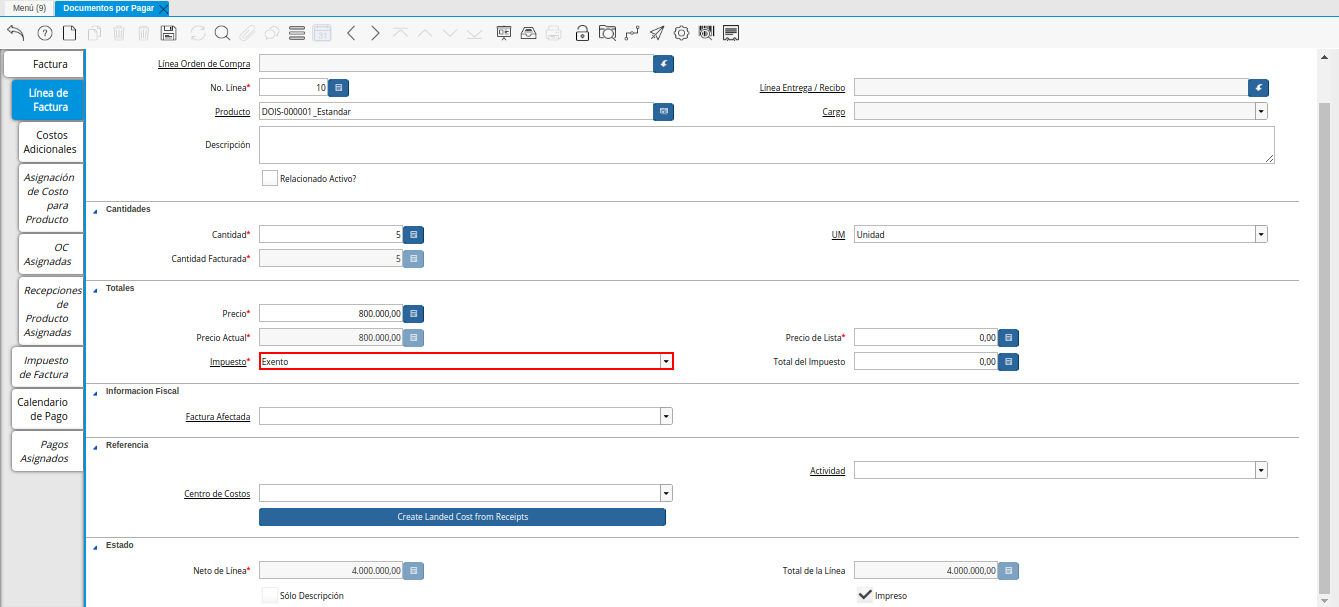 Menú (9)
Documentos por Pagar
Factura
Línea de
Factura
Costos
Adicionales
Asignación
de Costo
para
Producto
OC
Asignadas
Recepciones
de
Producto
Asignadas
Impuesto
de Factura
Calendario
de Pago
Pagos
Asignados
Línea Orden de Compra
No. Línea* 10
Línea Entrega / Recibo
Producto DOIS-000001_Estandar
Cargo
Descripción
Relacionado Activo?
Cantidades
Cantidad* 5
UM Unidad
Cantidad Facturada* 5
Totales
Precio* 800.000,00
Precio Actual* 800.000,00
Precio de Lista* 0,00
Impuesto* Exento
Total del Impuesto 0,00
Informacion Fiscal
Factura Afectada
Referencia
Actividad
Centro de Costos
Create Landed Cost from Receipts
Estado
Neto de Línea* 4.000.000,00
Total de la Línea 4.000.000,00
Sólo Descripción
Impreso